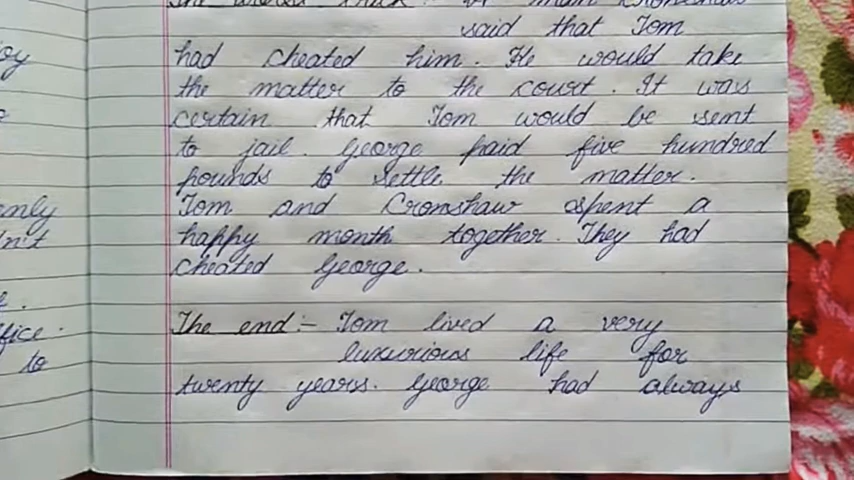 said that Tom
had cheated him. He would take
the matter to the court. It was
certain that Tom would be sent
to jail. George paid five hundred
pounds to settle the matter.
Tom and Cronshaw spent a
happy month together. They had
cheated George.
The end:- Tom lived a very
luxurious life for
twenty years. George had always
to